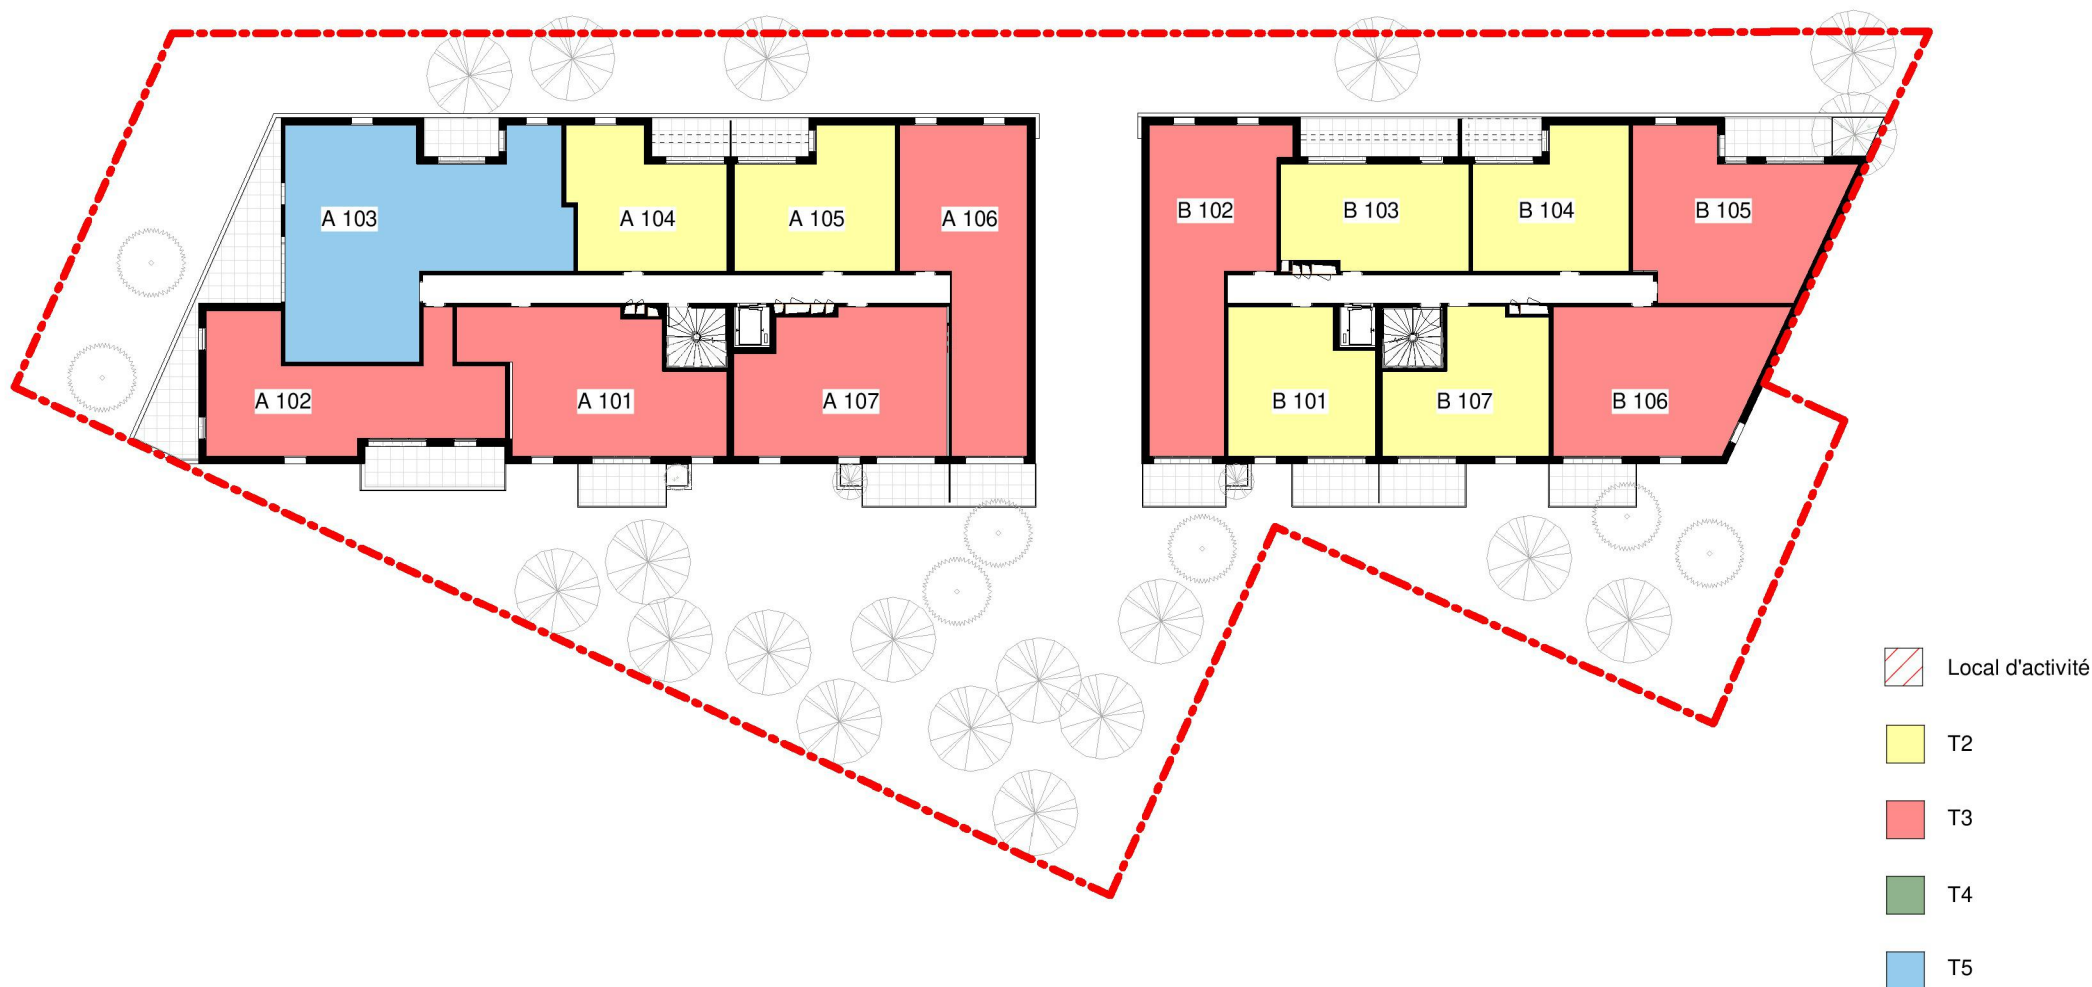 A 103
A 104
A 105
A 106
B 102
B 103
B 104
B 105
A 102
A 101
A 107
B 101
B 107
B 106
Local d'activité
T2
T3
T4
T5